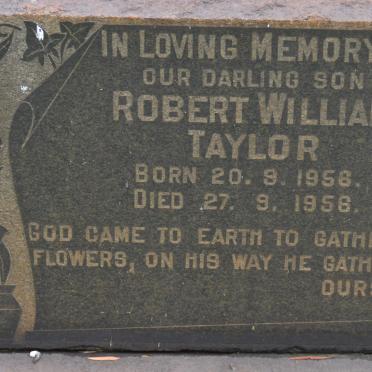 IN LOVING MEMORY
OUR DARLING SON
ROBERT WILLIA
TAYLOR
BORN 20. 9. 1956.
DIED 27. 9. 1956.
GOD CAME TO EARTH TO GATH
FLOWERS, ON HIS WAY HE GATH
OURS